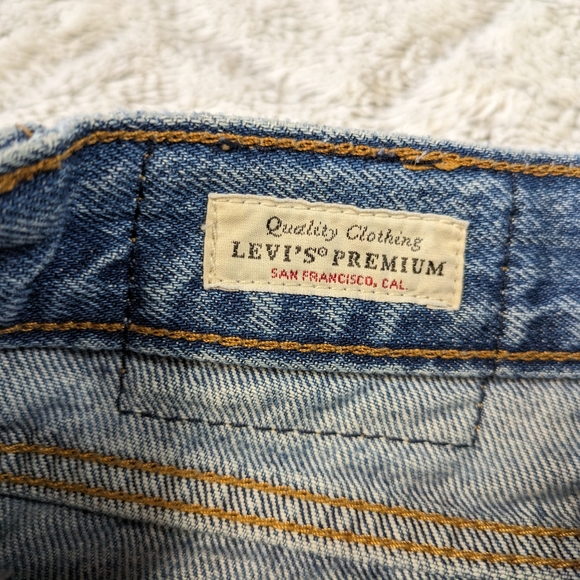 Quality Clothing
LEVI'S® PREMIUM
SAN FRANCISCO, CAL.